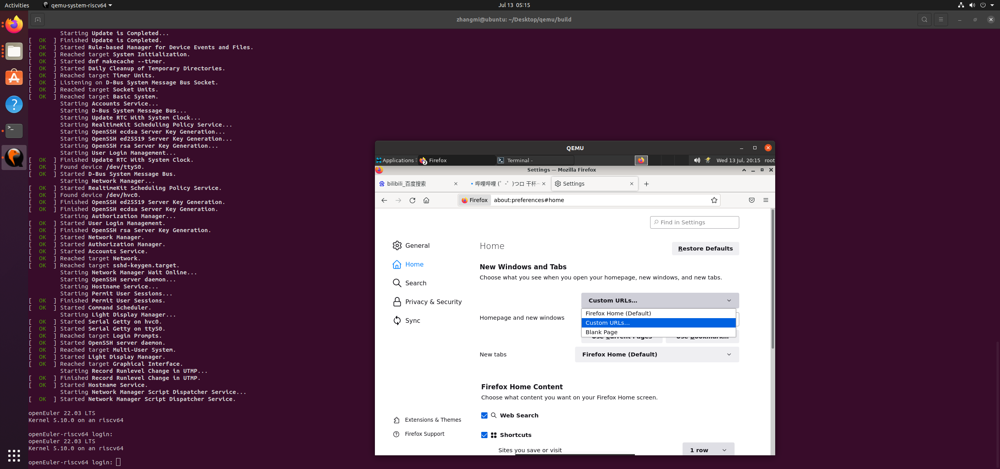 Activities
qemu-system-riscv64
Jul 13 05:15
zhangmi@ubuntu: ~/Desktop/qemu/build
Starting Update is Completed...
[ OK ] Finished Update is Completed.
[ OK ] Started Rule-based Manager for Device Events and Files.
[ OK ] Reached target System Initialization.
[ OK ] Started dnf makecache --timer.
[ OK ] Started Daily Cleanup of Temporary Directories.
[ OK ] Reached target Timer Units.
[ OK ] Listening on D-Bus System Message Bus Socket.
[ OK ] Reached target Socket Units.
[ OK ] Reached target Basic System.
Starting Accounts Service...
Starting D-Bus System Message Bus...
Starting Update RTC With System Clock...
Starting RealtimeKit Scheduling Policy Service...
Starting OpenSSH ecdsa Server Key Generation...
Starting OpenSSH ed25519 Server Key Generation...
Starting OpenSSH rsa Server Key Generation...
Starting User Login Management...
[ OK ] Finished Update RTC With System Clock.
[ OK ] Found device /dev/ttyS0.
[ OK ] Started D-Bus System Message Bus.
Starting Network Manager...
[ OK ] Started RealtimeKit Scheduling Policy Service.
[ OK ] Found device /dev/hvc0.
[ OK ] Finished OpenSSH ed25519 Server Key Generation.
[ OK ] Finished OpenSSH ecdsa Server Key Generation.
Starting Authorization Manager...
[ OK ] Started User Login Management.
[ OK ] Finished OpenSSH rsa Server Key Generation.
[ OK ] Started Network Manager.
[ OK ] Started Authorization Manager.
[ OK ] Started Accounts Service.
[ OK ] Reached target Network.
[ OK ] Reached target sshd-keygen.target.
Starting Network Manager Wait Online...
Starting OpenSSH server daemon...
Starting Hostname Service...
Starting Permit User Sessions...
[ OK ] Finished Permit User Sessions.
[ OK ] Started Command Scheduler.
Starting Light Display Manager...
[ OK ] Started Serial Getty on hvc0.
[ OK ] Started Serial Getty on ttyS0.
[ OK ] Reached target Login Prompts.
[ OK ] Started OpenSSH server daemon.
[ OK ] Reached target Multi-User System.
[ OK ] Started Light Display Manager.
[ OK ] Reached target Graphical Interface.
Starting Record Runlevel Change in UTMP...
[ OK ] Finished Record Runlevel Change in UTMP.
[ OK ] Started Hostname Service.
Starting Network Manager Script Dispatcher Service...
[ OK ] Started Network Manager Script Dispatcher Service.
openEuler 22.03 LTS
Kernel 5.10.0 on an riscv64
openEuler-riscv64 login:
openEuler 22.03 LTS
Kernel 5.10.0 on an riscv64
openEuler-riscv64 login:
QEMU
Applications
2
Firefox
Terminal -
Wed 13 Jul, 20:15
root
Settings — Mozilla Firefox
bilibili_百度搜索
哔哩哔哩 (゜-゜)つロ 干杯~
Settings
Firefox
about:preferences#home
Find in Settings
General
Home
Search
Privacy & Security
Sync
Extensions & Themes
Firefox Support
Home
Restore Defaults
New Windows and Tabs
Choose what you see when you open your homepage, new windows, and new tabs.
Custom URLs...
Homepage and new windows
Firefox Home (Default)
Custom URLs...
Blank Page
Use Current Pages
Use Bookmark...
New tabs
Firefox Home (Default)
Firefox Home Content
Choose what content you want on your Firefox Home screen.
Web Search
Shortcuts
Sites you save or visit
1 row